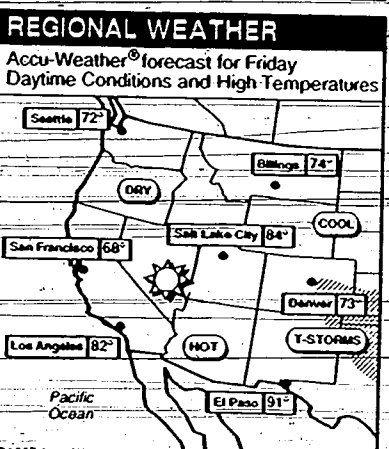 REGIONAL WEATHER
Accu-Weather® forecast for Friday
Daytime Conditions and High Temperatures
Seattle 72°
Billings 74°
DRY
COOL
Salt Lake City 84°
San Francisco 68°
Denver 73°
Los Angeles 82°
HOT
T-STORMS
Pacific
Ocean
El Paso 91°